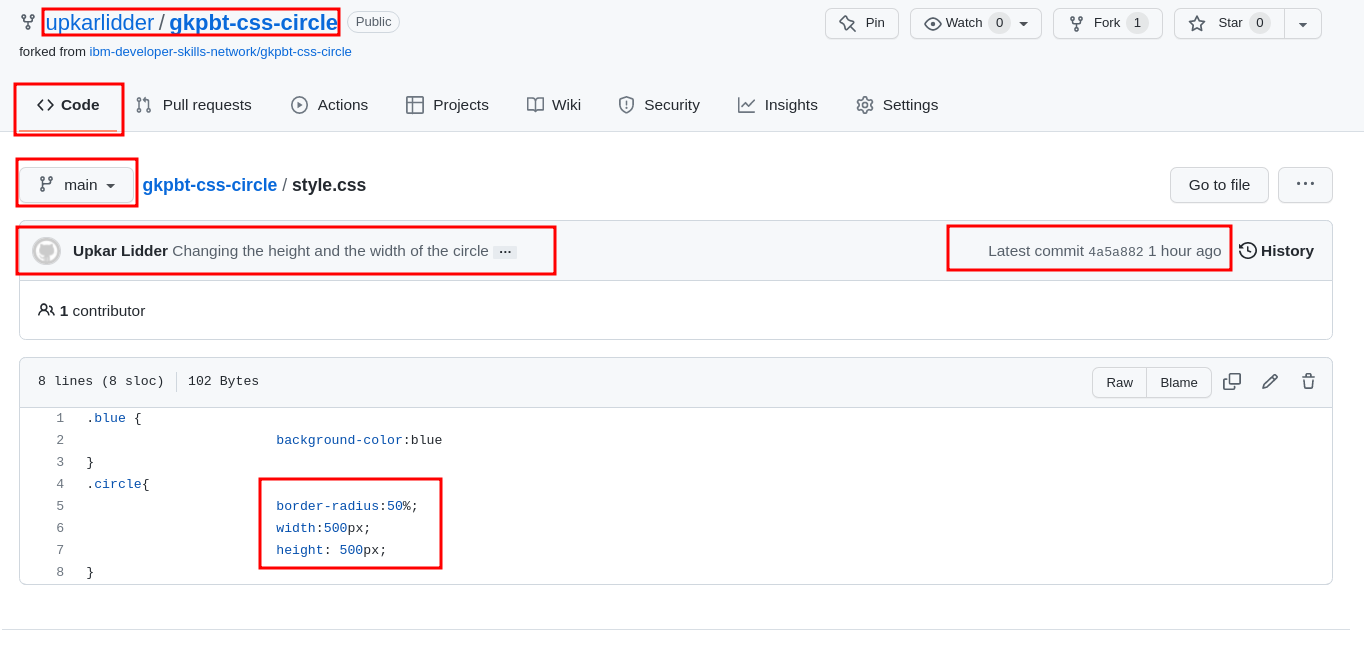 upkarlidder / gkpbt-css-circle Public Pin Watch 0 Fork 1 Star 0
forked from ibm-developer-skills-network/gkpbt-css-circle
Code Pull requests Actions Projects Wiki Security Insights Settings
main gkpbt-css-circle / style.css Go to file ···
Upkar Lidder Changing the height and the width of the circle ... Latest commit 4a5a882 1 hour ago History
1 contributor
8 lines (8 sloc) 102 Bytes Raw Blame
1 .blue {
2 background-color:blue
3 }
4 .circle{
5 border-radius:50%;
6 width:500px;
7 height: 500px;
8 }